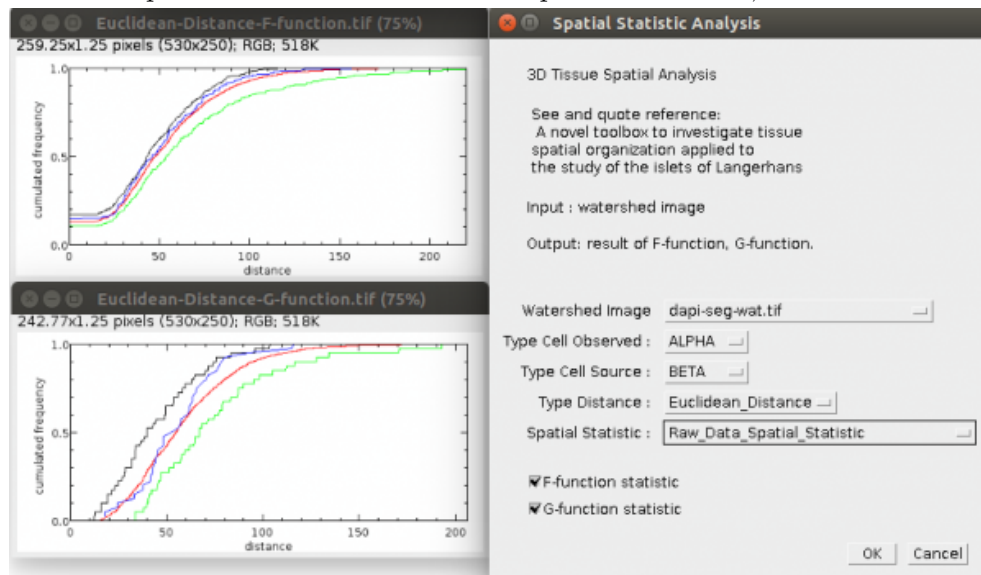 Euclidean-Distance-F-function.tif (75%)
259.25x1.25 pixels (530x250); RGB; 518K
1.0
0.5
0.0
cumulated frequency
0 50 100 150 200
distance
Euclidean-Distance-G-function.tif (75%)
242.77x1.25 pixels (530x250); RGB; 518K
1.0
0.5
0.0
cumulated frequency
0 50 100 150 200
distance
Spatial Statistic Analysis
3D Tissue Spatial Analysis
See and quote reference:
A novel toolbox to investigate tissue
spatial organization applied to
the study of the islets of Langerhans
Input : watershed image
Output: result of F-function, G-function.
Watershed Image dapi-seg-wat.tif
Type Cell Observed : ALPHA
Type Cell Source : BETA
Type Distance : Euclidean_Distance
Spatial Statistic : Raw_Data_Spatial_Statistic
F-function statistic
G-function statistic
OK Cancel